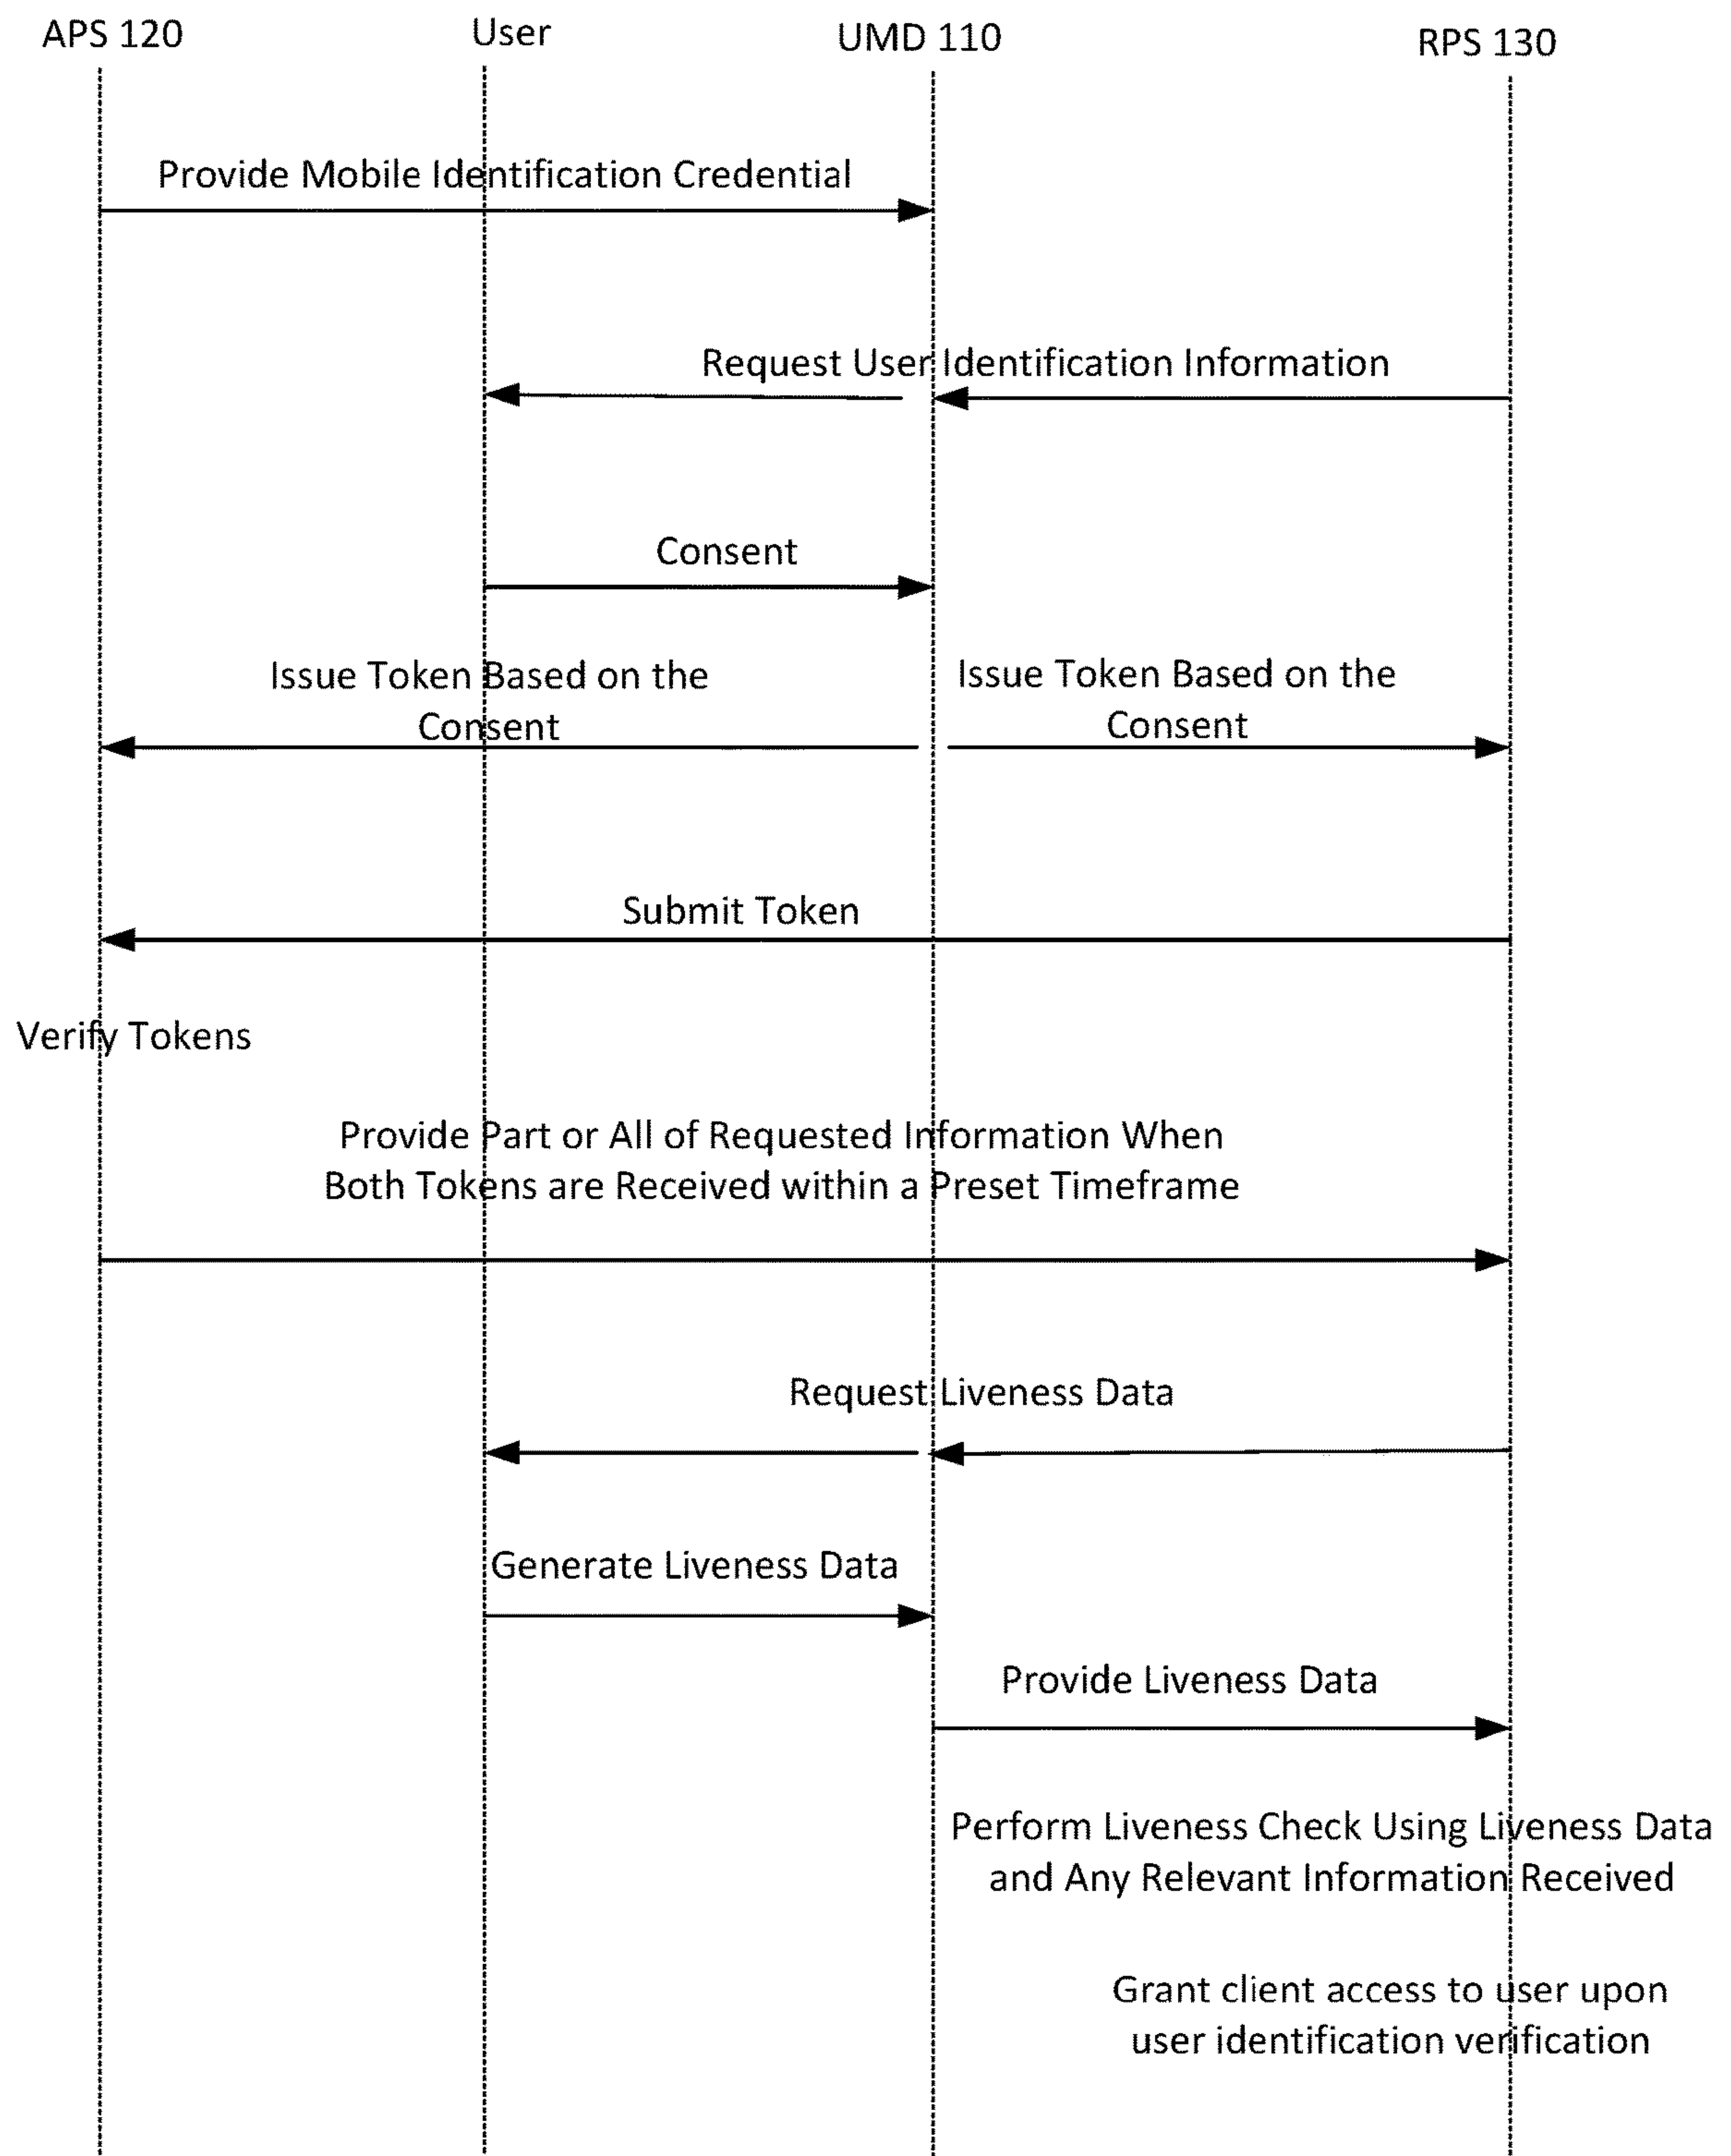 APS 120
User
UMD 110
RPS 130
Provide Mobile Identification Credential
Request User Identification Information
Consent
Issue Token Based on the
Consent
Issue Token Based on the
Consent
Submit Token
Verify Tokens
Provide Part or All of Requested Information When
Both Tokens are Received within a Preset Timeframe
Request Liveness Data
Generate Liveness Data
Provide Liveness Data
Perform Liveness Check Using Liveness Data
and Any Relevant Information Received
Grant client access to user upon
user identification verification